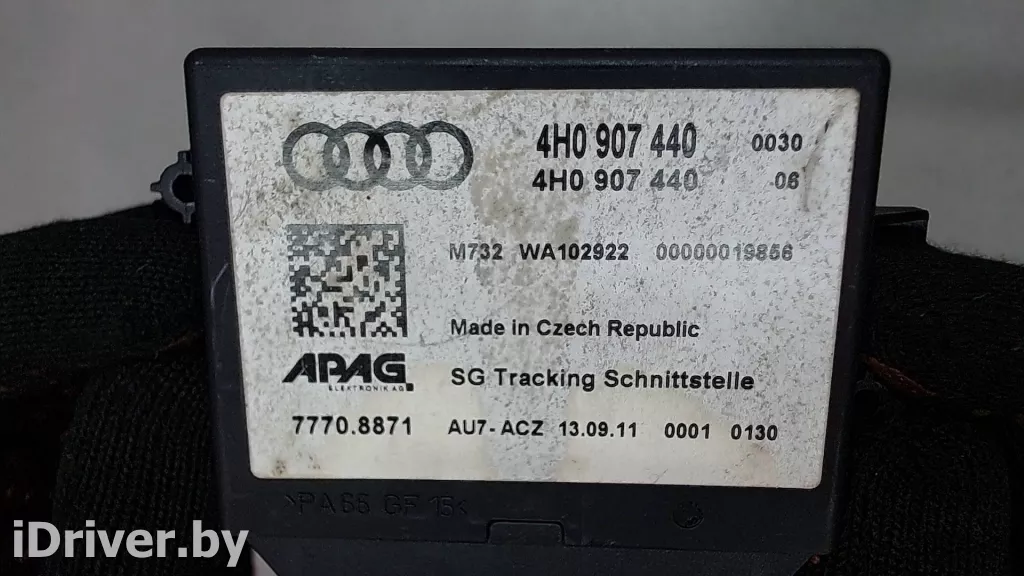 4H0 907 440 0030
4H0 907 440 06
M732 WA102922 00000019856
Made in Czech Republic
APAG
ELEKTRONIK AG
SG Tracking Schnittstelle
7770.8871 AU7-ACZ 13.09.11 0001 0130
>PA66 GF 15<
iDriver.by